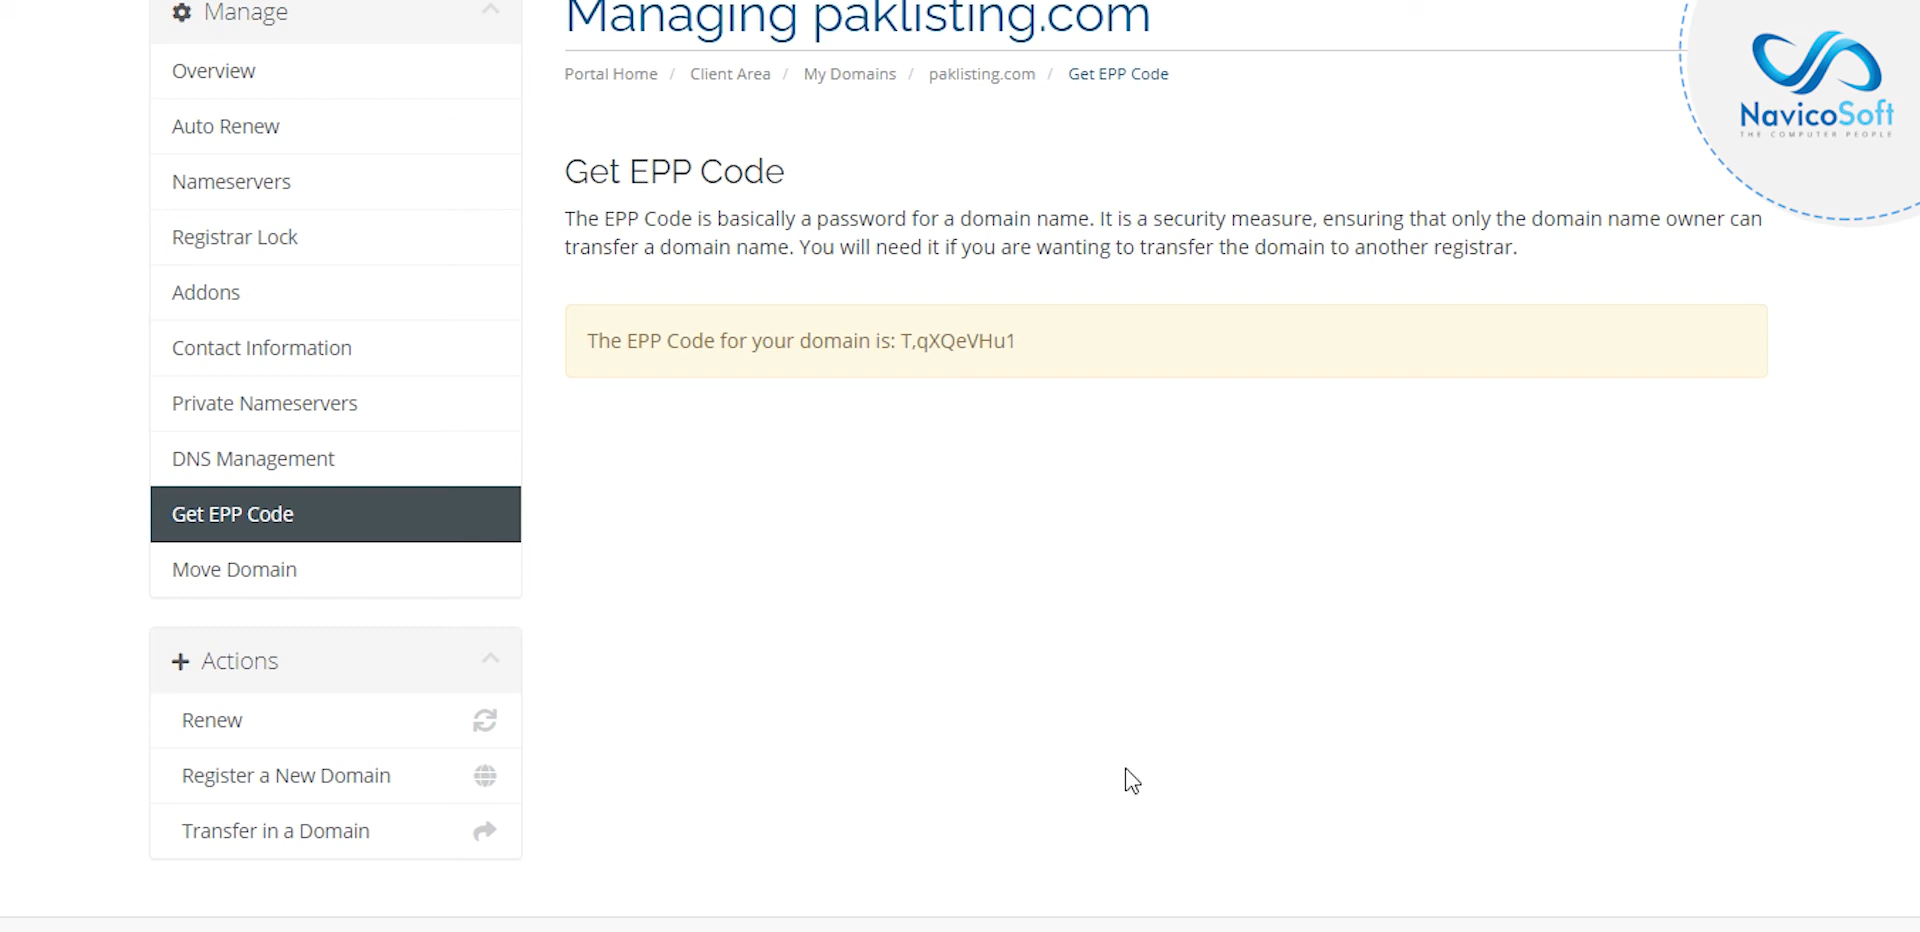 Manage
Overview
Auto Renew
Nameservers
Registrar Lock
Addons
Contact Information
Private Nameservers
DNS Management
Get EPP Code
Move Domain
Actions
Renew
Register a New Domain
Transfer in a Domain
Managing paklisting.com
Portal Home / Client Area / My Domains / paklisting.com / Get EPP Code
Get EPP Code
The EPP Code is basically a password for a domain name. It is a security measure, ensuring that only the domain name owner can
transfer a domain name. You will need it if you are wanting to transfer the domain to another registrar.
The EPP Code for your domain is: T,qXQeVHu1
NavicoSoft
THE COMPUTER PEOPLE